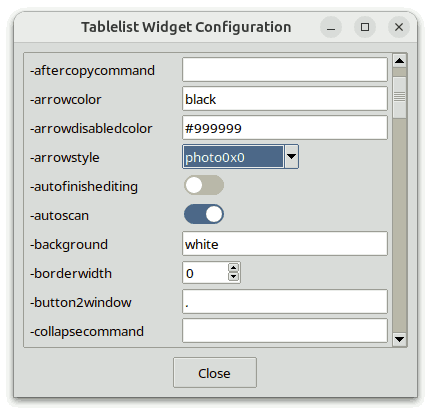 Tablelist Widget Configuration
-aftercopycommand
-arrowcolor black
-arrowdisabledcolor #999999
-arrowstyle photo0x0
-autofinishediting
-autoscan
-background white
-borderwidth 0
-button2window .
-collapsecommand
Close